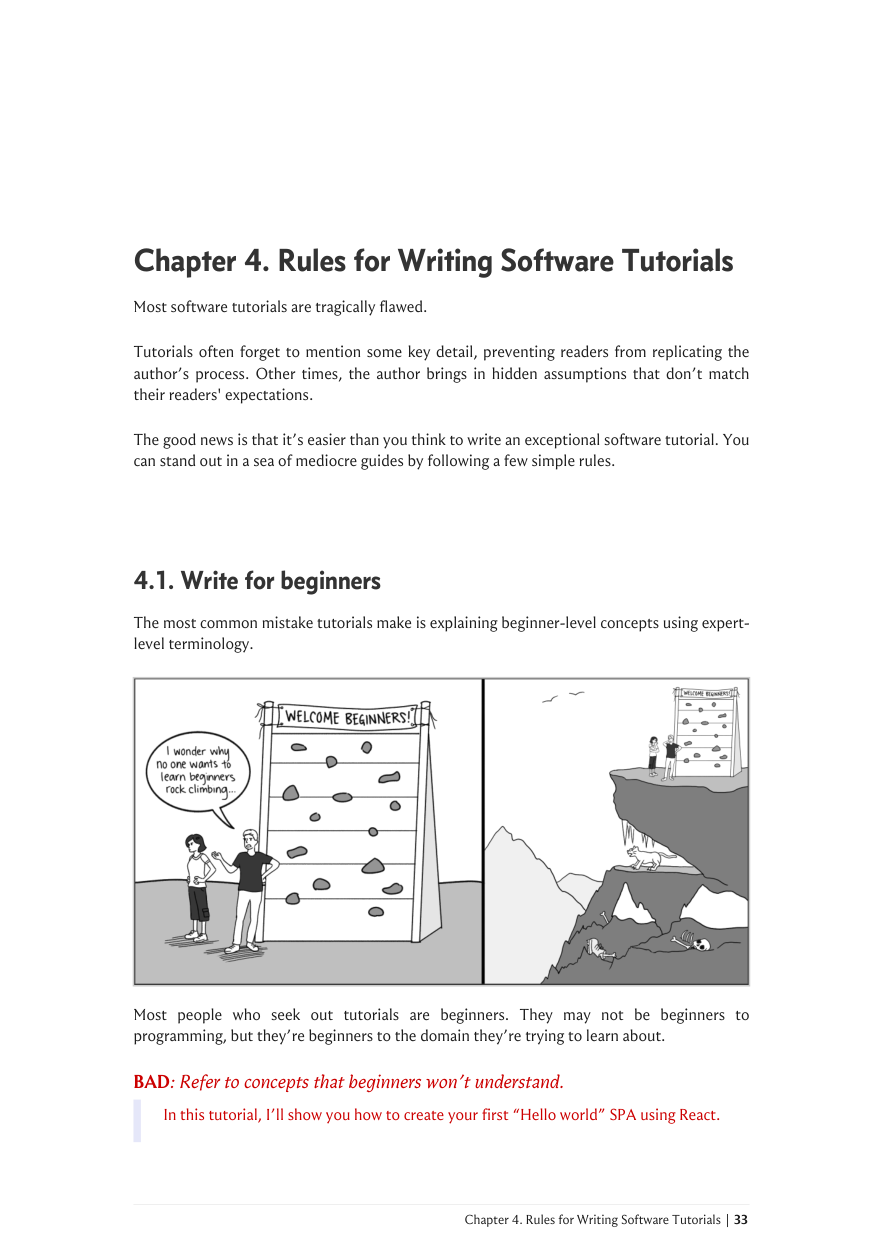 Chapter 4. Rules for Writing Software Tutorials
Most software tutorials are tragically flawed.
Tutorials often forget to mention some key detail, preventing readers from replicating the
author’s process. Other times, the author brings in hidden assumptions that don’t match
their readers' expectations.
The good news is that it’s easier than you think to write an exceptional software tutorial. You
can stand out in a sea of mediocre guides by following a few simple rules.
4.1. Write for beginners
The most common mistake tutorials make is explaining beginner-level concepts using expert-
level terminology.
WELCOME BEGINNERS!
I wonder why
no one wants to
learn beginners
rock climbing...
WELCOME BEGINNERS!
Most people who seek out tutorials are beginners. They may not be beginners to
programming, but they’re beginners to the domain they’re trying to learn about.
BAD: Refer to concepts that beginners won’t understand.
In this tutorial, I’ll show you how to create your first “Hello world” SPA using React.
Chapter 4. Rules for Writing Software Tutorials | 33